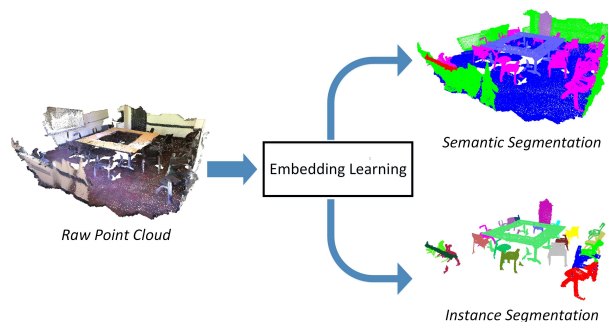 Semantic Segmentation
Embedding Learning
Raw Point Cloud
Instance Segmentation